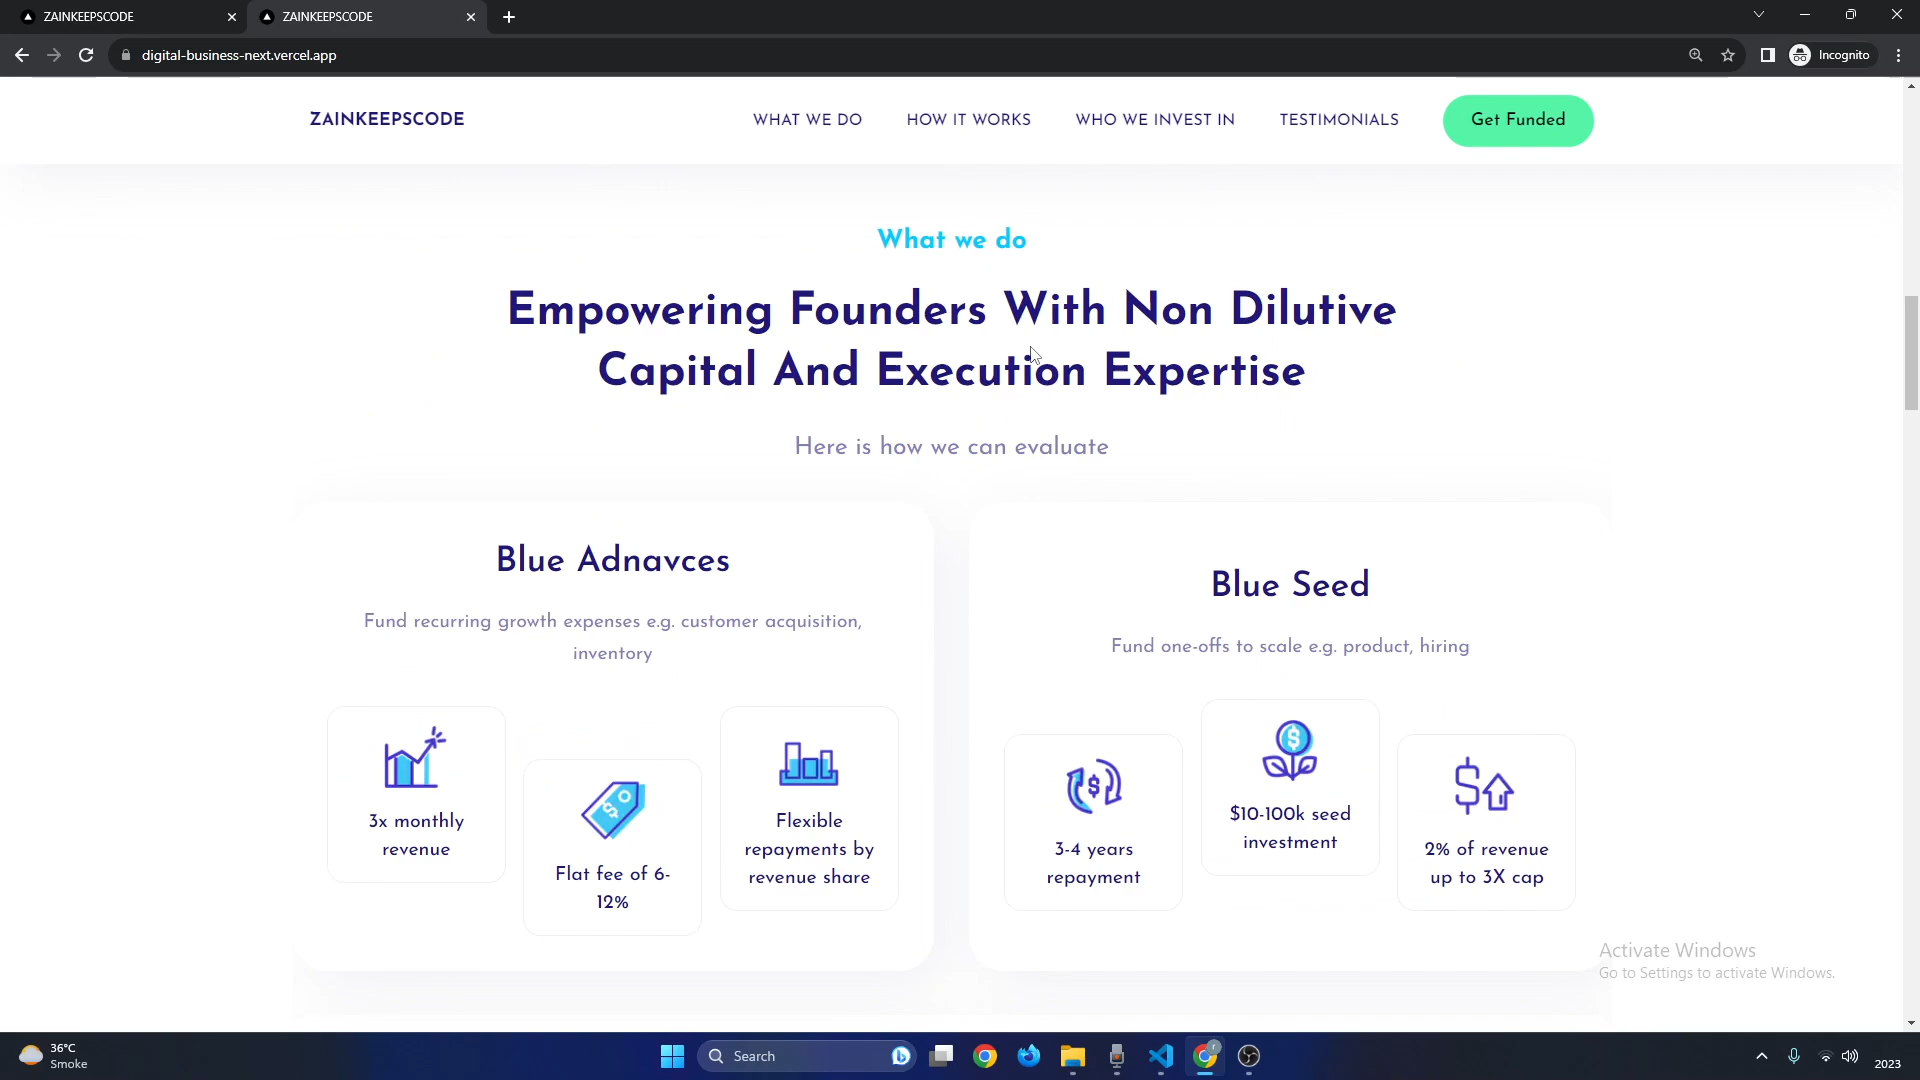 ZAINKEEPSCODE
ZAINKEEPSCODE
digital-business-next.vercel.app
Incognito
ZAINKEEPSCODE
WHAT WE DO
HOW IT WORKS
WHO WE INVEST IN
TESTIMONIALS
Get Funded
What we do
Empowering Founders With Non Dilutive
Capital And Execution Expertise
Here is how we can evaluate
Blue Adnavces
Fund recurring growth expenses e.g. customer acquisition,
inventory
3x monthly
revenue
Flat fee of 6-
12%
Flexible
repayments by
revenue share
Blue Seed
Fund one-offs to scale e.g. product, hiring
3-4 years
repayment
$10-100k seed
investment
2% of revenue
up to 3X cap
Activate Windows
Go to Settings to activate Windows.
36°C
Smoke
Search
2023